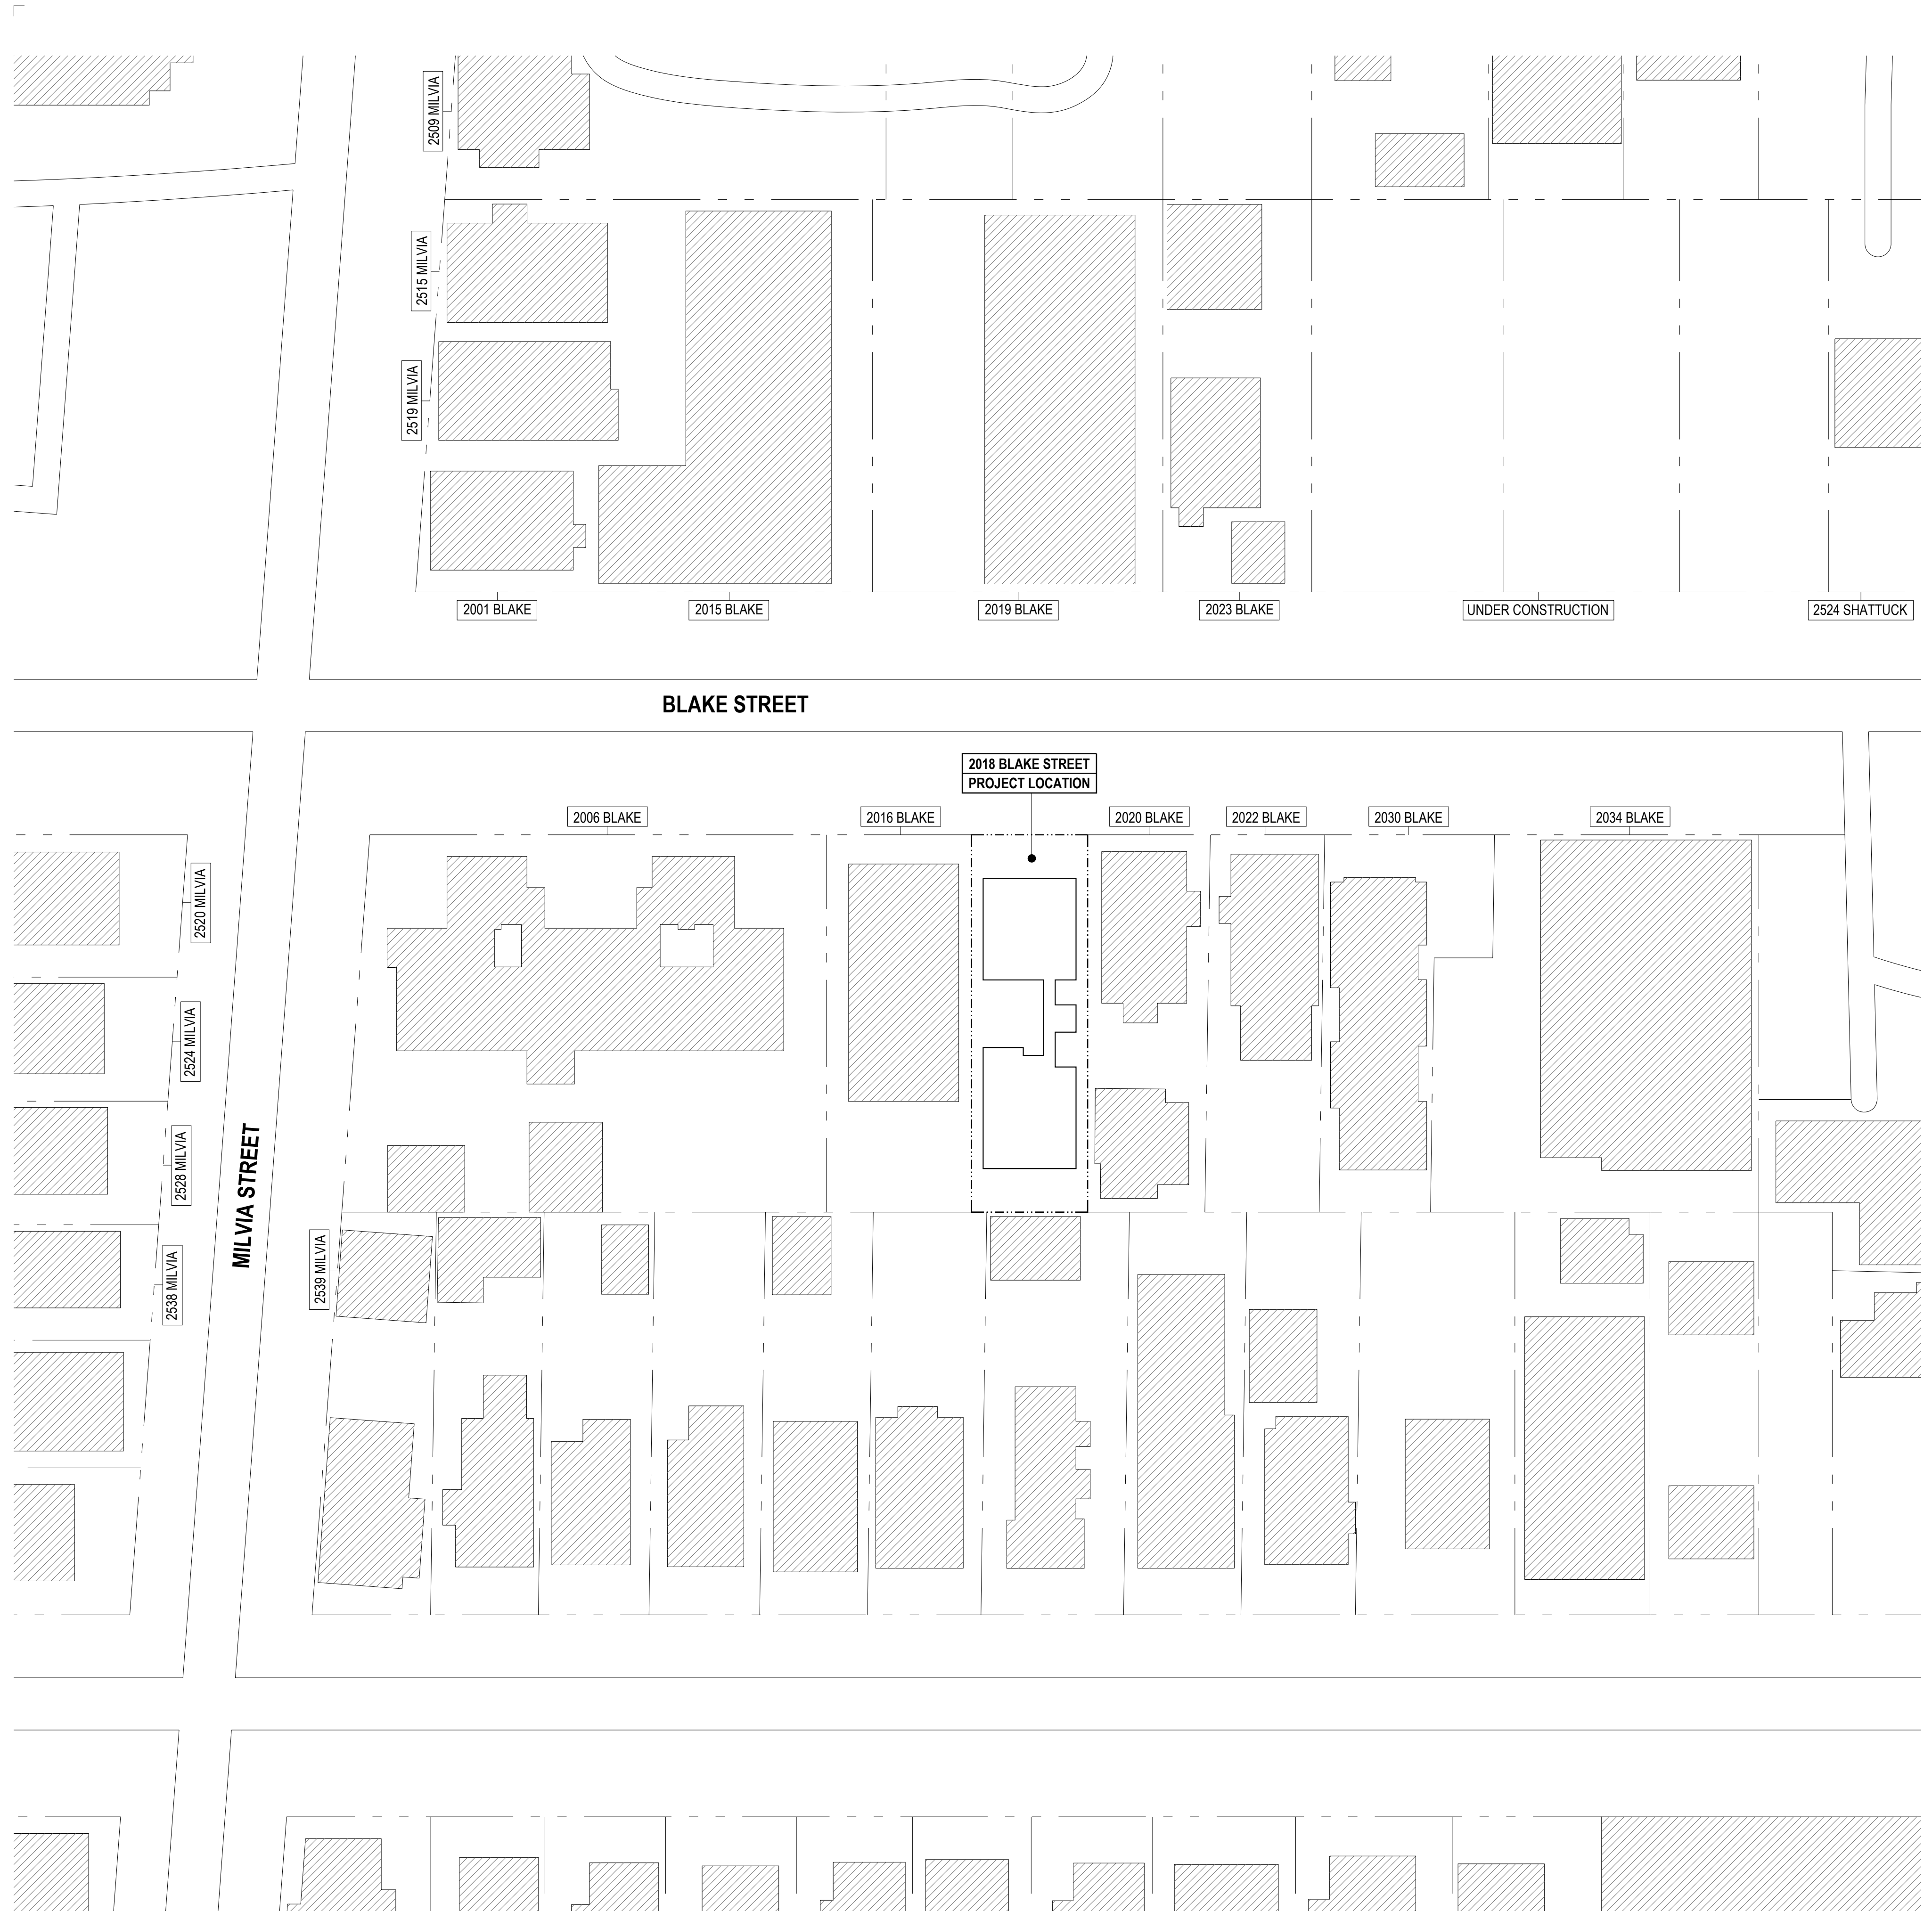 2509 MILVIA
2515 MILVIA
2519 MILVIA
2001 BLAKE
2015 BLAKE
2019 BLAKE
2023 BLAKE
UNDER CONSTRUCTION
2524 SHATTUCK
BLAKE STREET
2018 BLAKE STREET
PROJECT LOCATION
2006 BLAKE
2016 BLAKE
2020 BLAKE
2022 BLAKE
2030 BLAKE
2034 BLAKE
2520 MILVIA
2524 MILVIA
2528 MILVIA
MILVIA STREET
2538 MILVIA
2539 MILVIA